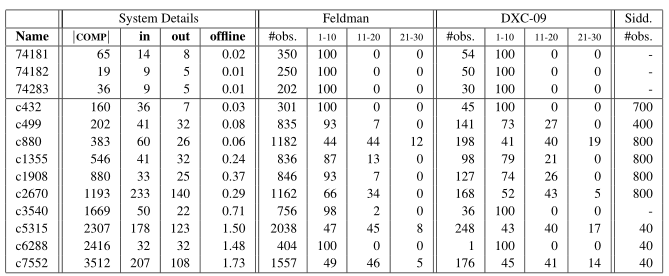 System Details Feldman DXC-09 Sidd.
Name |COMP| in out offline #obs. 1-10 11-20 21-30 #obs. 1-10 11-20 21-30 #obs.
74181 65 14 8 0.02 350 100 0 0 54 100 0 0 -
74182 19 9 5 0.01 250 100 0 0 50 100 0 0 -
74283 36 9 5 0.01 202 100 0 0 30 100 0 0 -
c432 160 36 7 0.03 301 100 0 0 45 100 0 0 700
c499 202 41 32 0.08 835 93 7 0 141 73 27 0 400
c880 383 60 26 0.06 1182 44 44 12 198 41 40 19 800
c1355 546 41 32 0.24 836 87 13 0 98 79 21 0 800
c1908 880 33 25 0.37 846 93 7 0 127 74 26 0 800
c2670 1193 233 140 0.29 1162 66 34 0 168 52 43 5 800
c3540 1669 50 22 0.71 756 98 2 0 36 100 0 0 -
c5315 2307 178 123 1.50 2038 47 45 8 248 43 40 17 40
c6288 2416 32 32 1.48 404 100 0 0 1 100 0 0 40
c7552 3512 207 108 1.73 1557 49 46 5 176 45 41 14 40